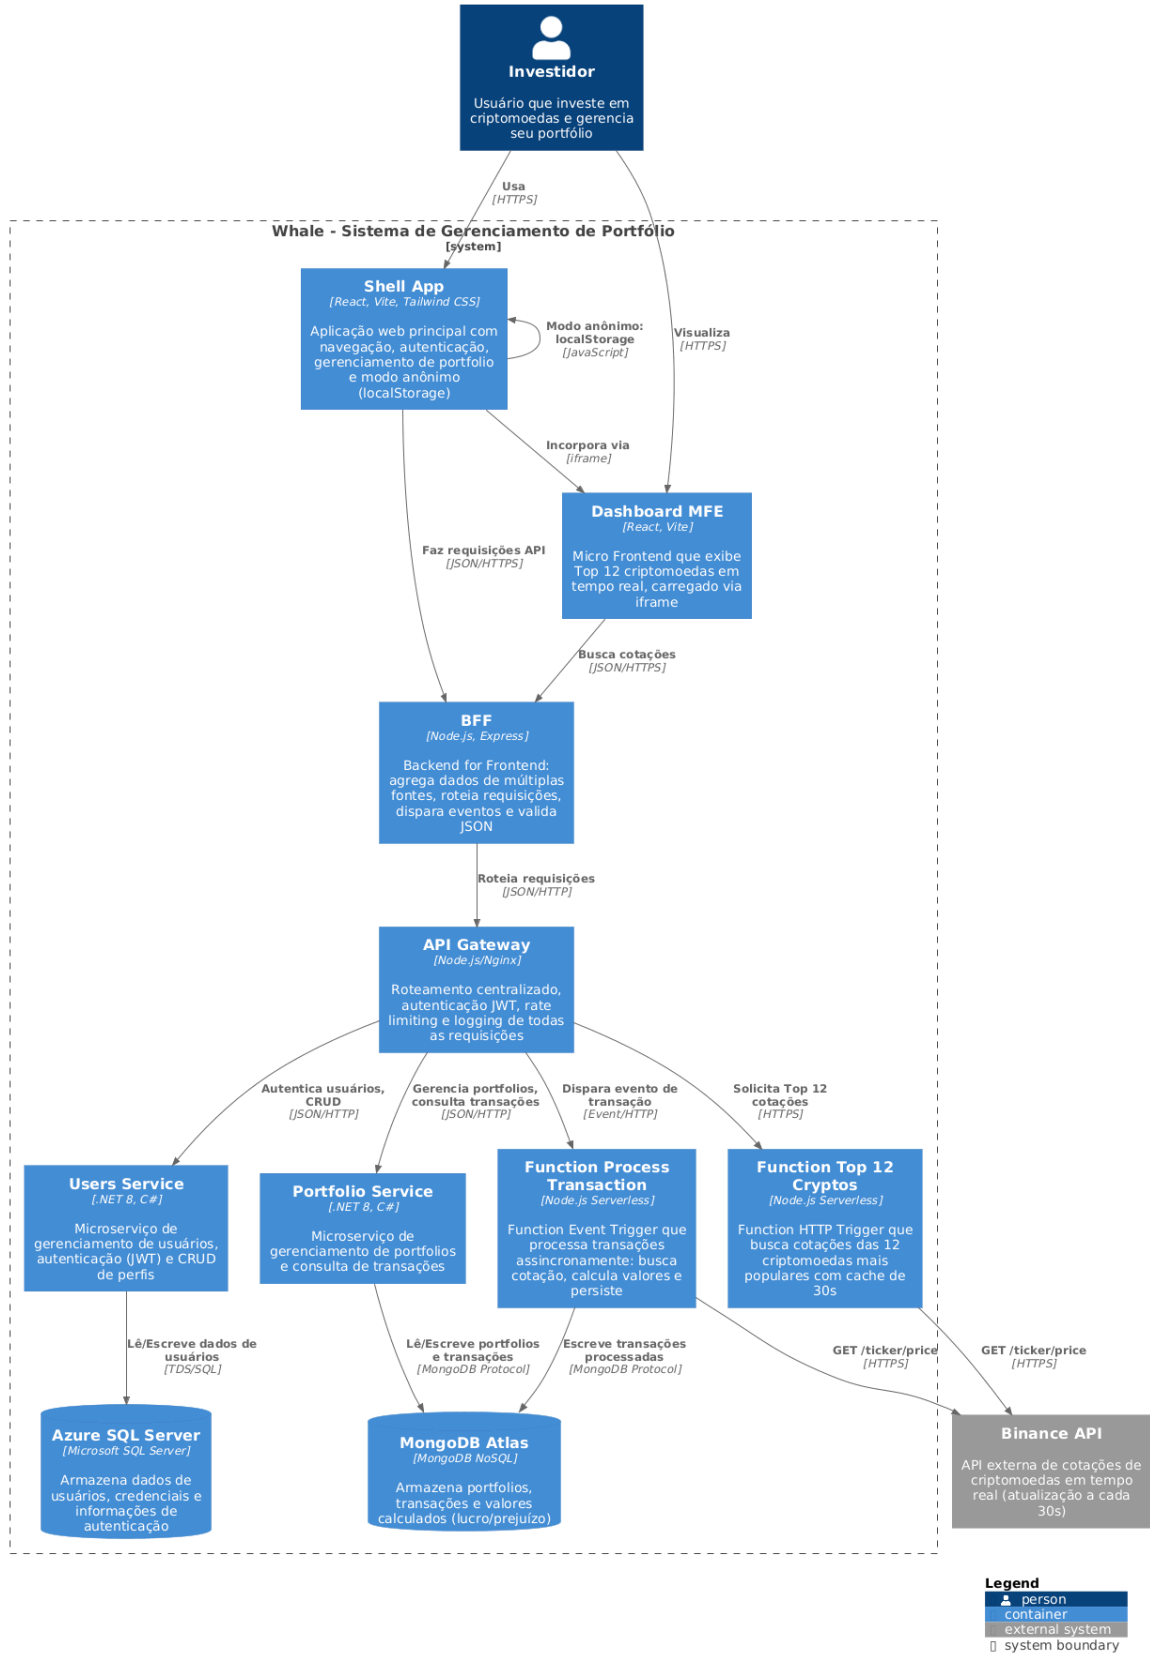 Investidor
Usuário que investe em
criptomoedas e gerencia
seu portfólio
Usa
[HTTPS]
Whale - Sistema de Gerenciamento de Portfólio
[system]
Shell App
[React, Vite, Tailwind CSS]
Aplicação web principal com
navegação, autenticação,
gerenciamento de portfolio
e modo anônimo
(localStorage)
Modo anônimo:
localStorage
[JavaScript]
Visualiza
[HTTPS]
Incorpora via
[iframe]
Dashboard MFE
[React, Vite]
Micro Frontend que exibe
Top 12 criptomoedas em
tempo real, carregado via
iframe
Faz requisições API
[JSON/HTTPS]
Busca cotações
[JSON/HTTPS]
BFF
[Node.js, Express]
Backend for Frontend:
agrega dados de múltiplas
fontes, roteia requisições,
dispara eventos e valida
JSON
Roteia requisições
[JSON/HTTP]
API Gateway
[Node.js/Nginx]
Roteamento centralizado,
autenticação JWT, rate
limiting e logging de todas
as requisições
Autentica usuários,
CRUD
[JSON/HTTP]
Gerencia portfolios,
consulta transações
[JSON/HTTP]
Dispara evento de
transação
[Event/HTTP]
Solicita Top 12
cotações
[HTTPS]
Users Service
[.NET 8, C#]
Microserviço de
gerenciamento de usuários,
autenticação (JWT) e CRUD
de perfis
Portfolio Service
[.NET 8, C#]
Microserviço de
gerenciamento de portfolios
e consulta de transações
Function Process
Transaction
[Node.js Serverless]
Function Event Trigger que
processa transações
assincronamente: busca
cotação, calcula valores e
persiste
Function Top 12
Cryptos
[Node.js Serverless]
Function HTTP Trigger que
busca cotações das 12
criptomoedas mais
populares com cache de
30s
Lê/Escreve dados de
usuários
[TDS/SQL]
Lê/Escreve portfolios
e transações
[MongoDB Protocol]
Escreve transações
processadas
[MongoDB Protocol]
GET /ticker/price
[HTTPS]
GET /ticker/price
[HTTPS]
Azure SQL Server
[Microsoft SQL Server]
Armazena dados de
usuários, credenciais e
informações de
autenticação
MongoDB Atlas
[MongoDB NoSQL]
Armazena portfolios,
transações e valores
calculados (lucro/prejuízo)
Binance API
API externa de cotações de
criptomoedas em tempo
real (atualização a cada
30s)
Legend
person
container
external system
system boundary